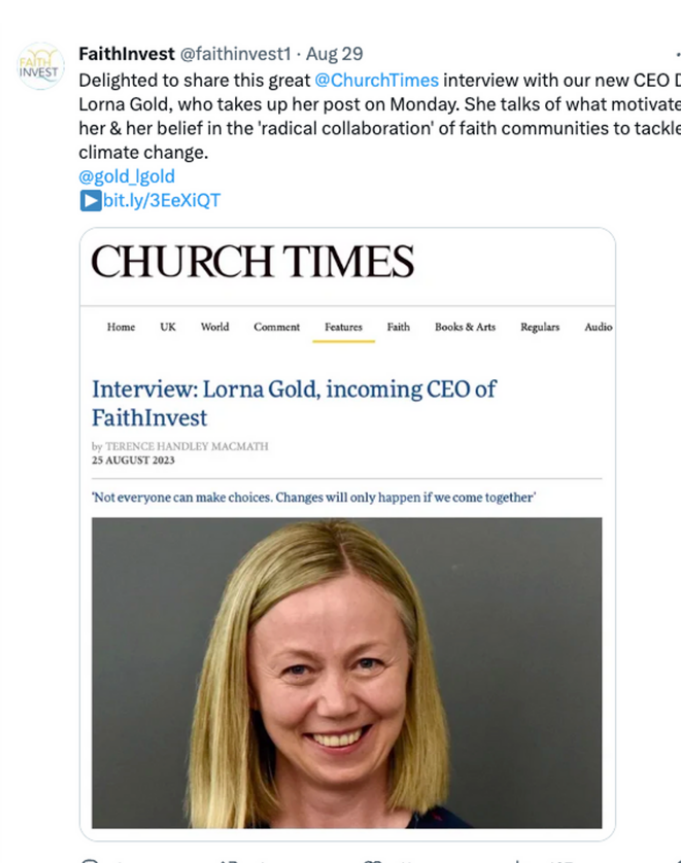 FAITH
INVEST
FaithInvest @faithinvest1 · Aug 29
Delighted to share this great @ChurchTimes interview with our new CEO D
Lorna Gold, who takes up her post on Monday. She talks of what motivate
her & her belief in the 'radical collaboration' of faith communities to tackle
climate change.
@gold_lgold
bit.ly/3EeXiQT
CHURCH TIMES
Home UK World Comment Features Faith Books & Arts Regulars Audio
Interview: Lorna Gold, incoming CEO of
FaithInvest
by TERENCE HANDLEY MACMATH
25 AUGUST 2023
'Not everyone can make choices. Changes will only happen if we come together'